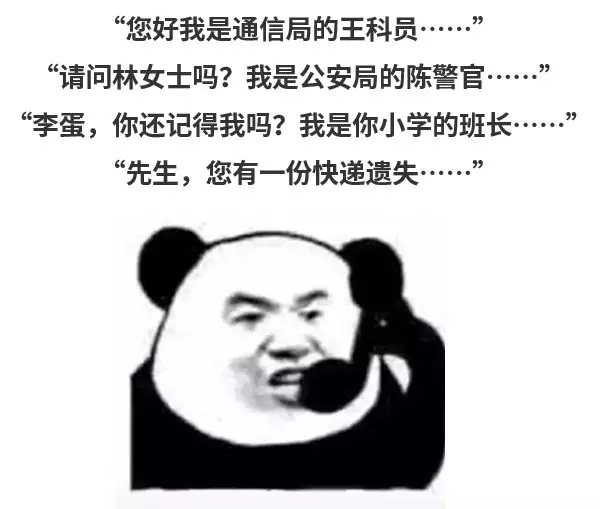 “您好我是通信局的王科员……”
“请问林女士吗？我是公安局的陈警官……”
“李蛋，你还记得我吗？我是你小学的班长……”
“先生，您有一份快递遗失……”